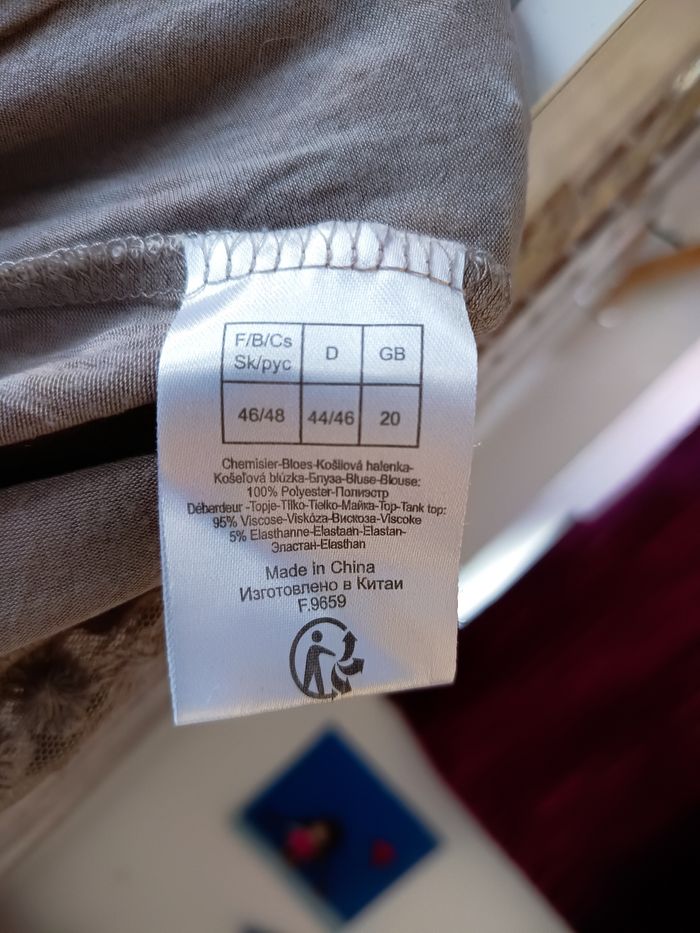 F/B/Cs D GB
Sk/рус
46/48 44/46 20
Chemisier-Bloes-Košilová halenka-
Košeľová blúzka-Блуза-Bluse-Blouse:
100% Polyester-Полиэстр
Débardeur -Topje-Tílko-Tielko-Майка-Top-Tank top:
95% Viscose-Viskóza-Вискоза-Viscoke
5% Elasthanne-Elastaan-Elastan-
Эластан-Elasthan
Made in China
Изготовлено в Китаи
F.9659